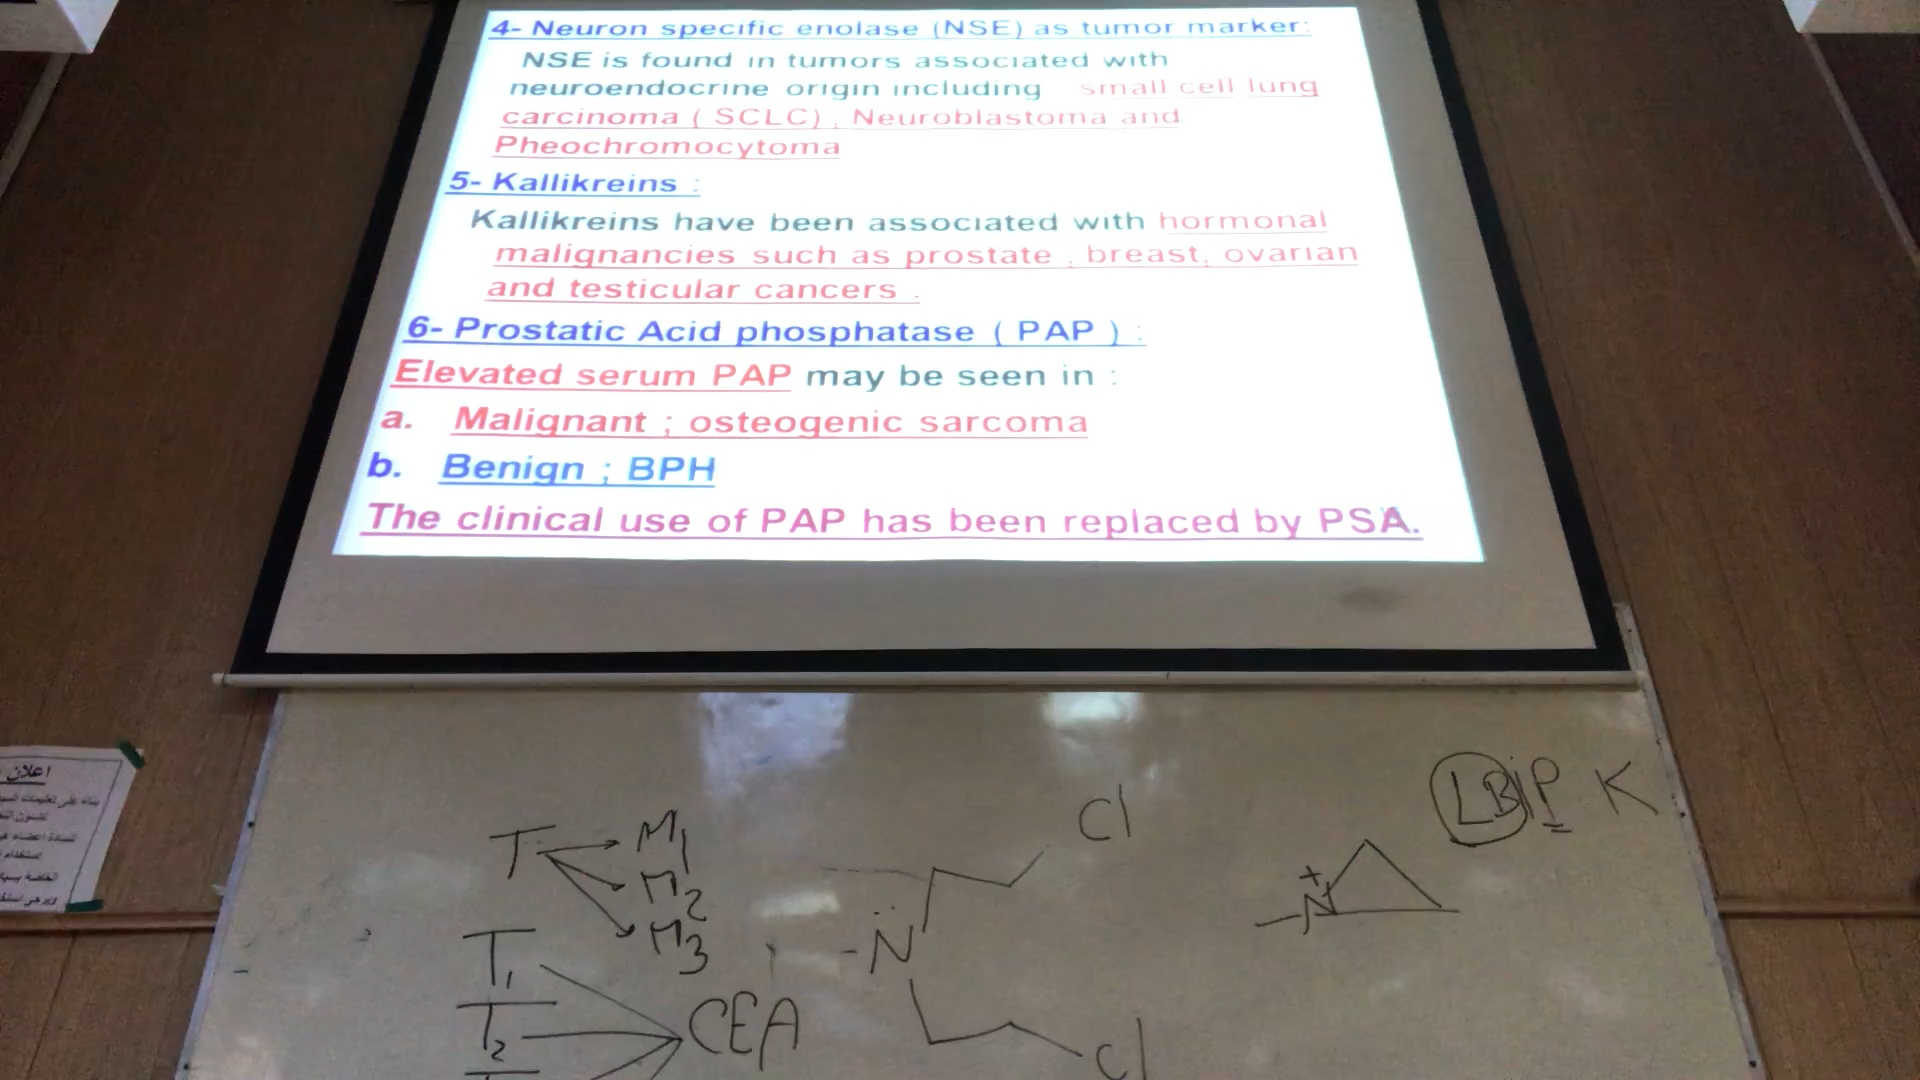 4- Neuron specific enolase (NSE) as tumor marker:
NSE is found in tumors associated with
neuroendocrine origin including small cell lung
carcinoma ( SCLC) , Neuroblastoma and
Pheochromocytoma
5- Kallikreins :
Kallikreins have been associated with hormonal
malignancies such as prostate , breast, ovarian
and testicular cancers .
6- Prostatic Acid phosphatase ( PAP ) :
Elevated serum PAP may be seen in :
a. Malignant ; osteogenic sarcoma
b. Benign ; BPH
The clinical use of PAP has been replaced by PSA.
اعلان
T M1
M2
M3
T1
T2
CEA
Cl
-N
Cl
+
N
LB P K